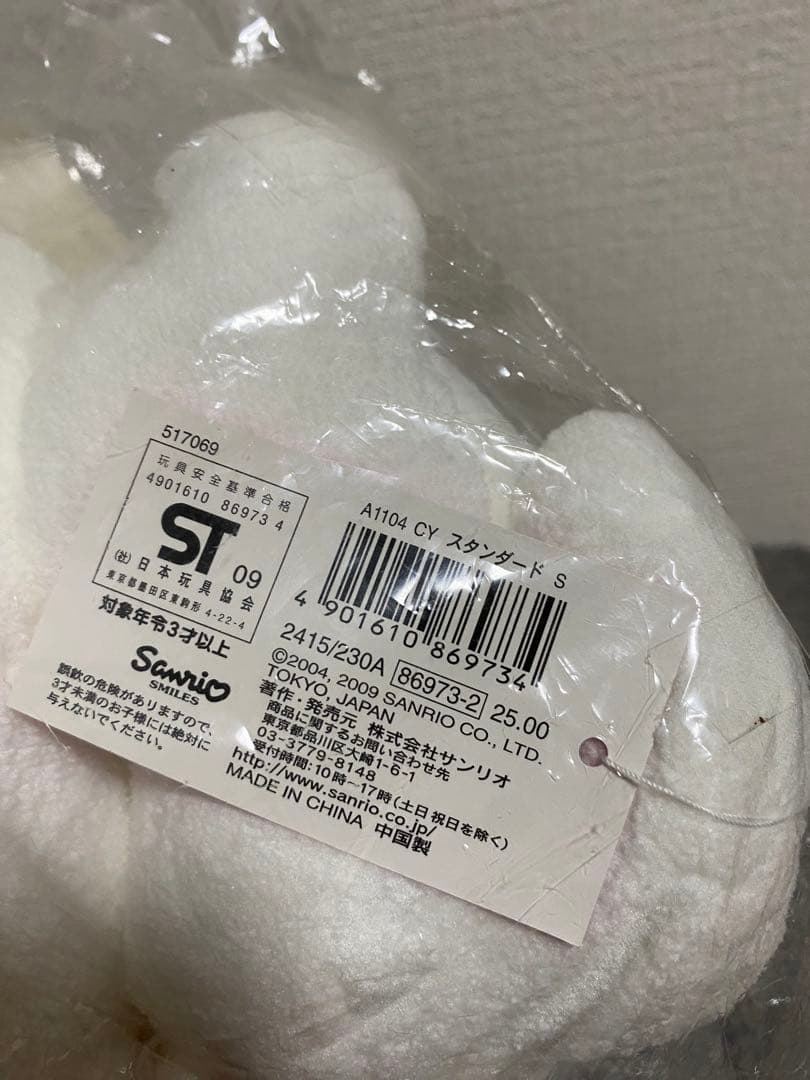 517069
玩具安全基準合格
4901610 86973 4
ST 09
(社)日本玩具協会
東京都墨田区東駒形 4-22-4
対象年令3才以上
Sanrio
SMILES
誤飲の危険がありますので、
3才未満のお子様には絶対に
与えないでください。
A1104 CY スタンダード S
4 901610 869734
2415/230A 86973-2 25.00
©2004, 2009 SANRIO CO., LTD.
TOKYO, JAPAN
著作・発売元 株式会社サンリオ
商品に関するお問い合わせ先
東京都品川区大崎1-6-1
03-3779-8148
受付時間:10時〜17時(土日祝日を除く)
http://www.sanrio.co.jp/
MADE IN CHINA 中国製